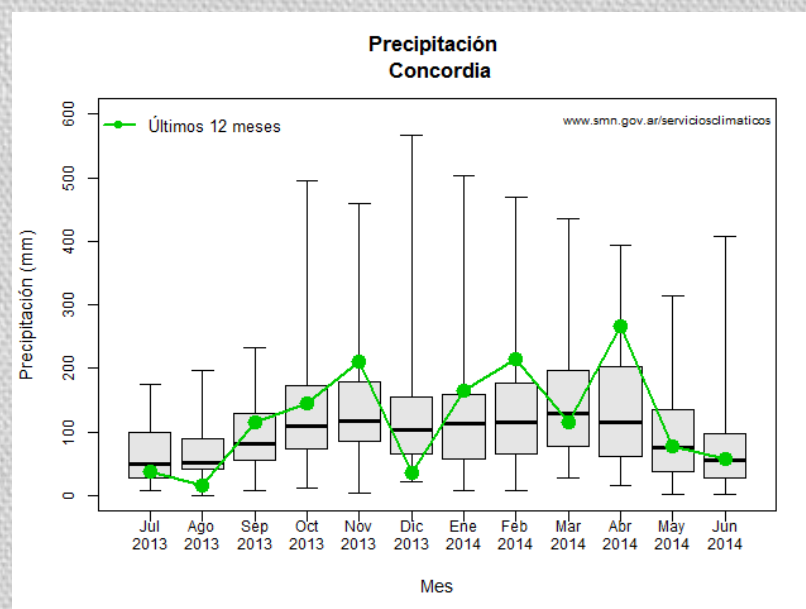 Precipitación
Concordia
Últimos 12 meses
www.smn.gov.ar/serviciosclimaticos
Precipitación (mm)
600
500
400
300
200
100
0
Jul Ago Sep Oct Nov Dic Ene Feb Mar Abr May Jun
2013 2013 2013 2013 2013 2013 2014 2014 2014 2014 2014 2014
Mes